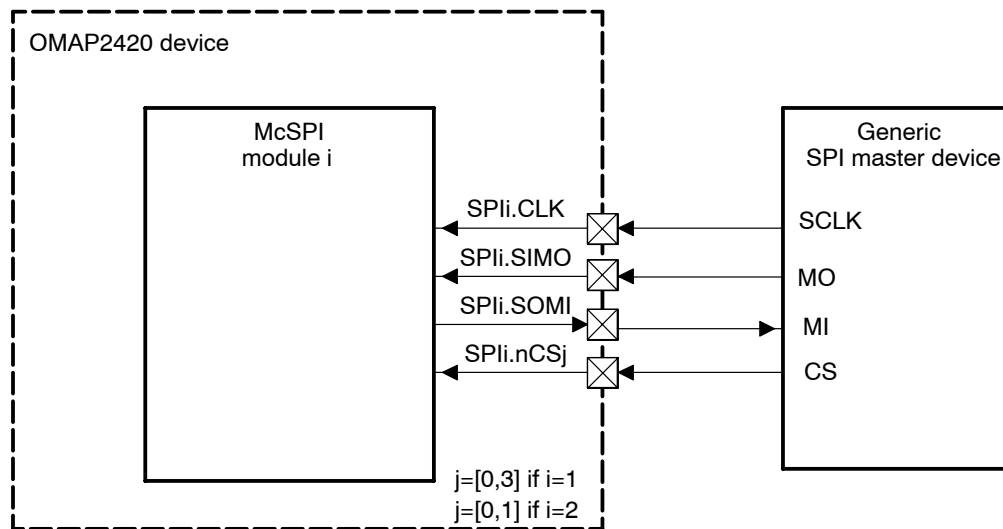 OMAP2420 device
McSPI
module i
Generic
SPI master device
SPIi.CLK
SCLK
SPIi.SIMO
MO
SPIi.SOMI
MI
SPIi.nCSj
CS
j=[0,3] if i=1
j=[0,1] if i=2